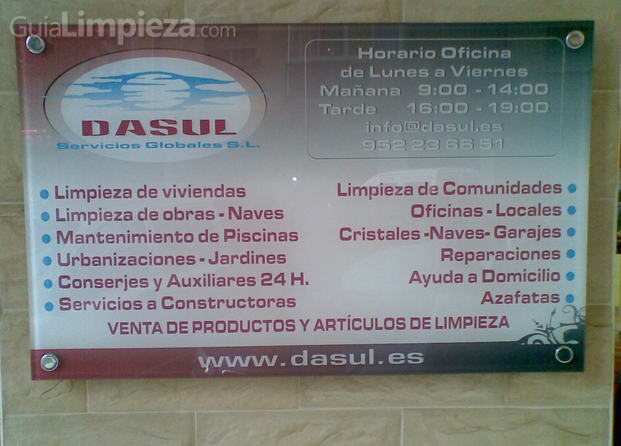 GuiaLimpieza.com
DASUL
Servicios Globales S.L.
Horario Oficina
de Lunes a Viernes
Mañana 9:00 - 14:00
Tarde 16:00 - 19:00
info@dasul.es
952 23 66 51
Limpieza de viviendas
Limpieza de obras - Naves
Mantenimiento de Piscinas
Urbanizaciones - Jardines
Conserjes y Auxiliares 24 H.
Servicios a Constructoras
Limpieza de Comunidades
Oficinas - Locales
Cristales -Naves- Garajes
Reparaciones
Ayuda a Domicilio
Azafatas
VENTA DE PRODUCTOS Y ARTÍCULOS DE LIMPIEZA
www.dasul.es